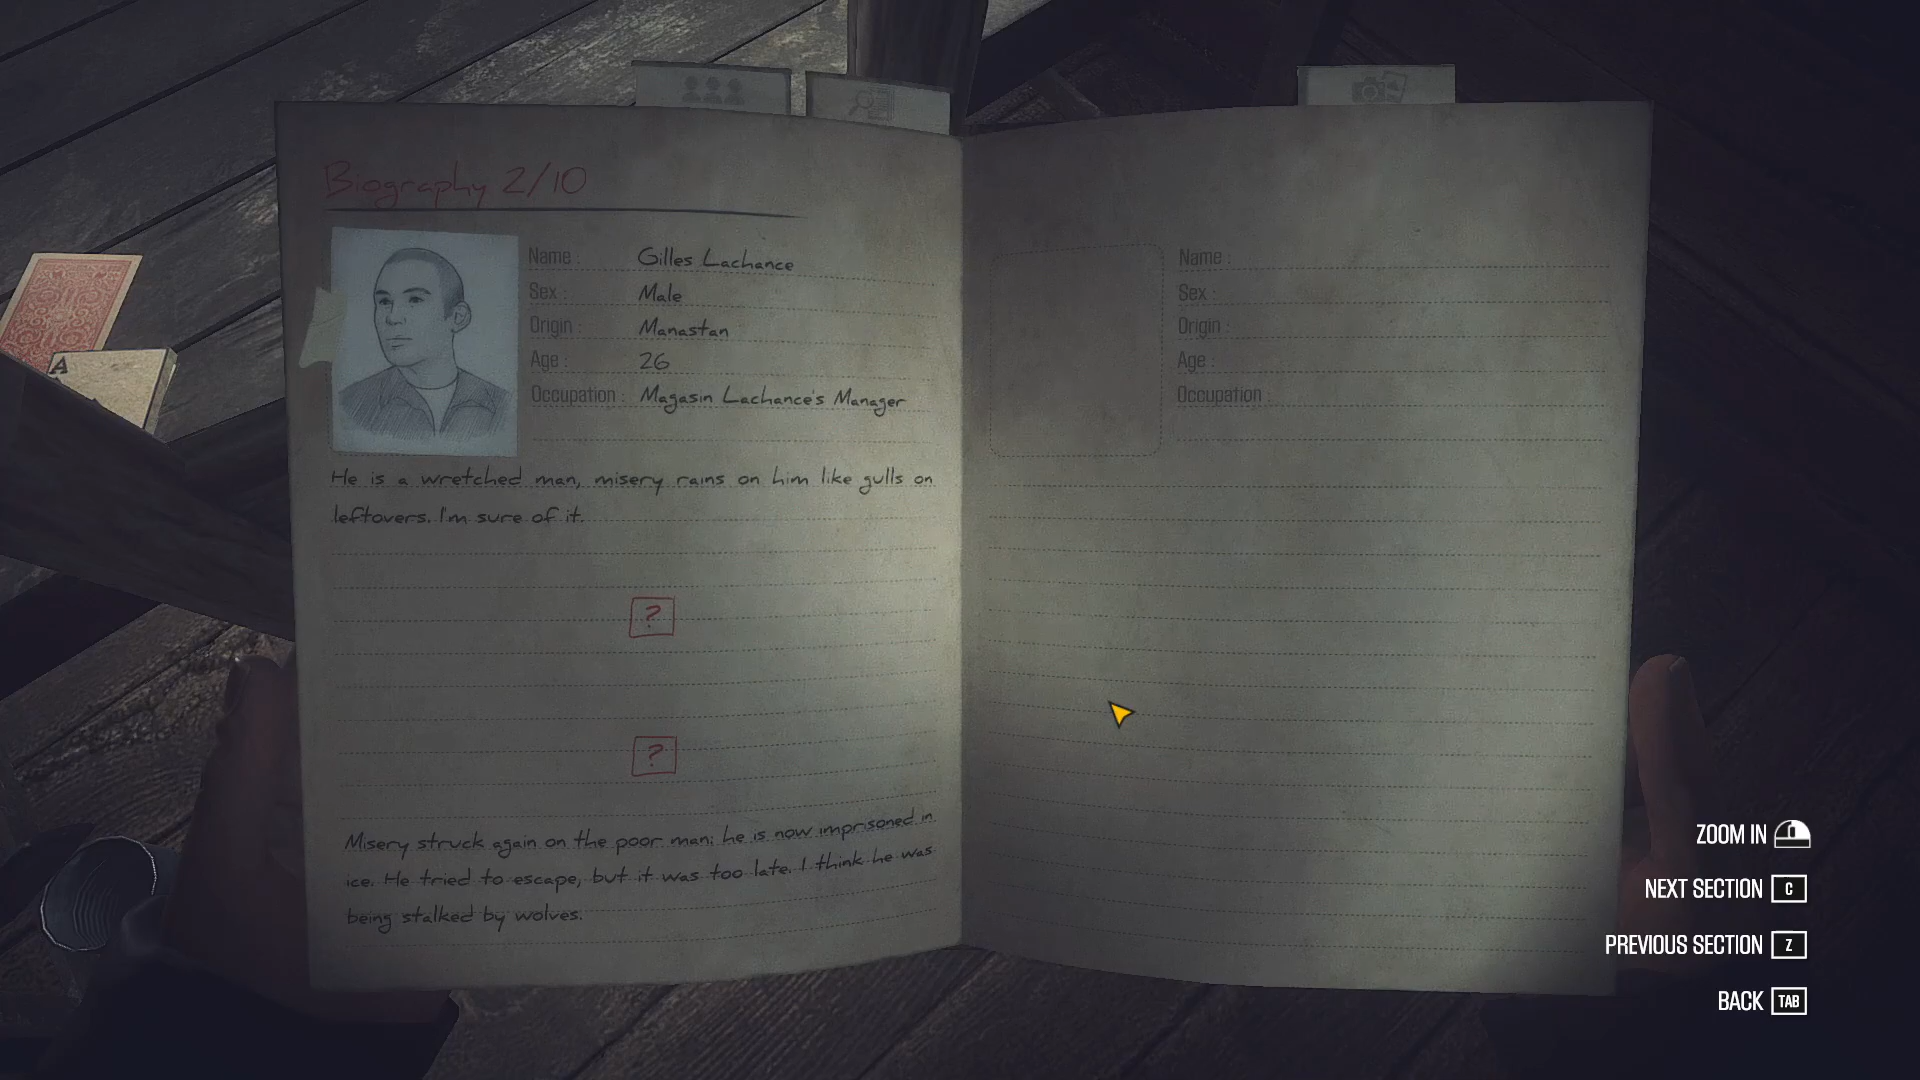 Biography 2/10
Name : Gilles Lachance
Sex : Male
Origin : Manastan
Age : 26
Occupation : Magasin Lachance's Manager
He is a wretched man, misery rains on him like gulls on
leftovers. I'm sure of it.
?
?
Misery struck again on the poor man: he is now imprisoned in
ice. He tried to escape, but it was too late. I think he was
being stalked by wolves.
Name :
Sex :
Origin :
Age :
Occupation :
A
ZOOM IN
NEXT SECTION C
PREVIOUS SECTION Z
BACK TAB